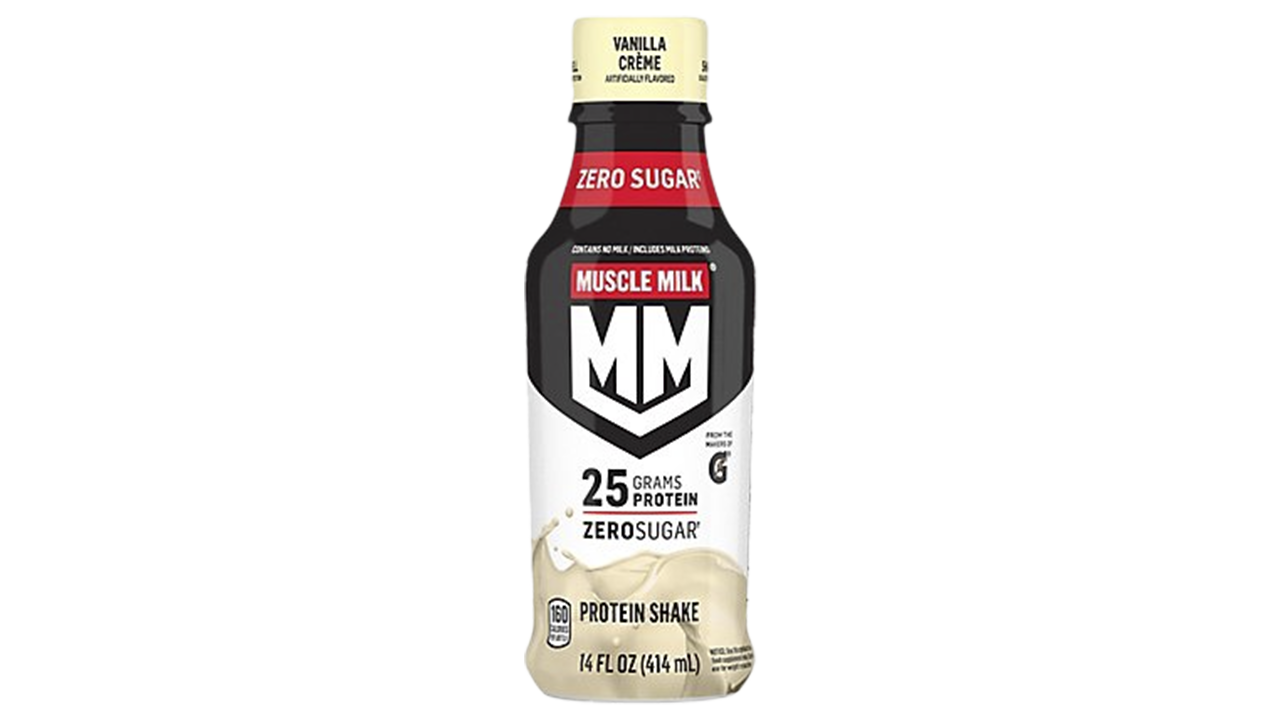 VANILLA
CRÈME
ARTIFICIALLY FLAVORED
ZERO SUGAR
CONTAINS NO MILK / INCLUDES MILK PROTEINS
MUSCLE MILK®
MM
FROM THE
MAKERS OF
G
25 GRAMS
PROTEIN
ZEROSUGAR
160
CALORIES
PROTEIN SHAKE
14 FL OZ (414 mL)